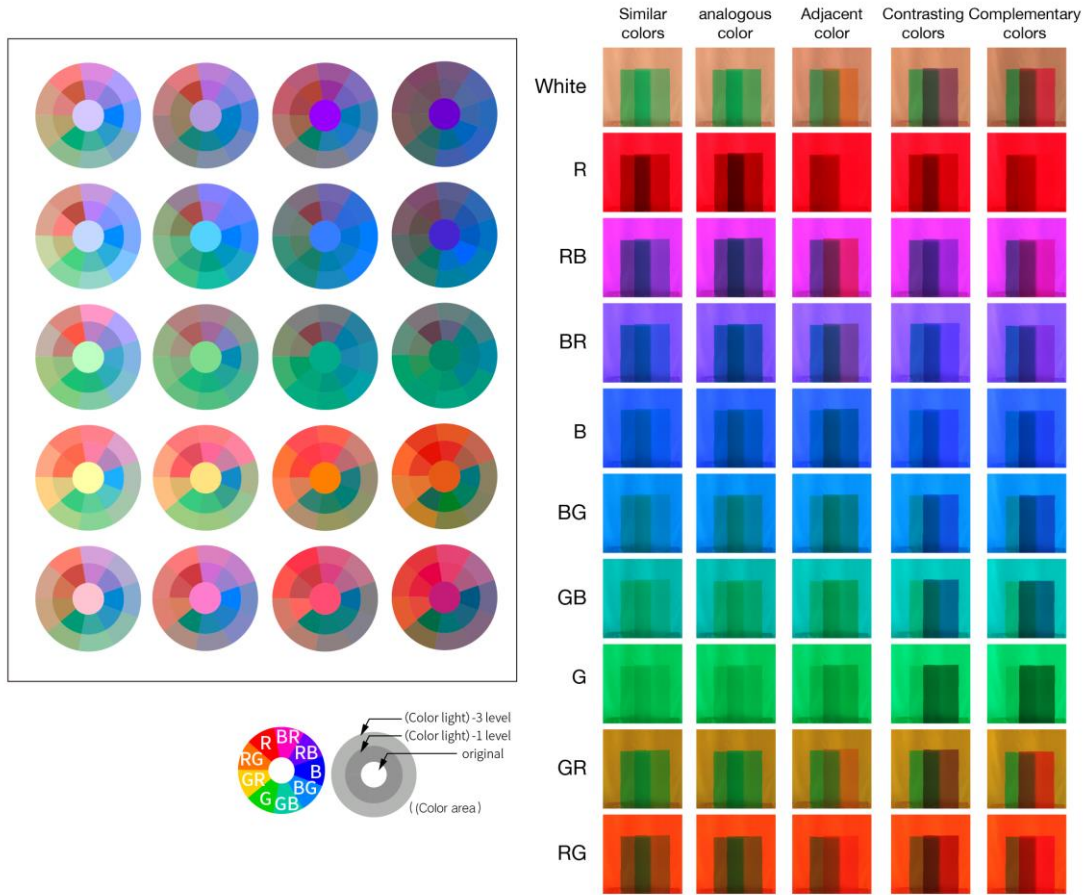 Similar
colors
analogous
color
Adjacent
color
Contrasting
colors
Complementary
colors
White
R
RB
BR
B
BG
GB
G
GR
RG
R
BR
RB
B
BG
GB
G
GR
RG
(Color light) -3 level
(Color light) -1 level
original
((Color area)